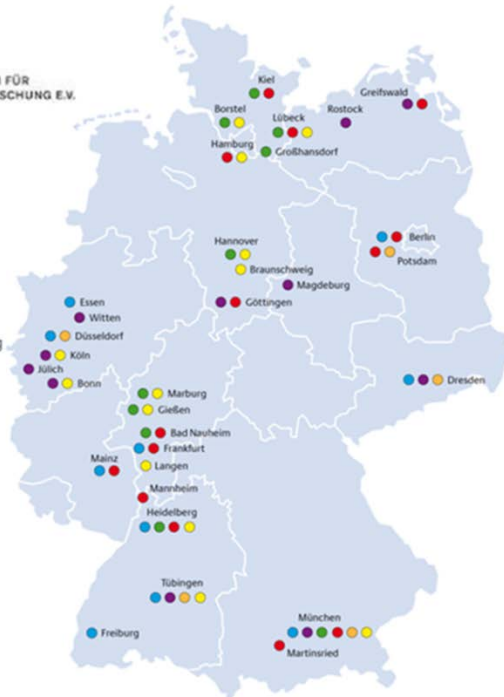 FÜR
SCHUNG E.V.
Kiel
Greifswald
Borstel
Lübeck
Rostock
Hamburg
Großhansdorf
Hannover
Berlin
Potsdam
Braunschweig
Magdeburg
Göttingen
Essen
Witten
Düsseldorf
Köln
Jülich
Bonn
Dresden
Marburg
Gießen
Bad Nauheim
Frankfurt
Mainz
Langen
Mannheim
Heidelberg
Tübingen
Freiburg
München
Martinsried